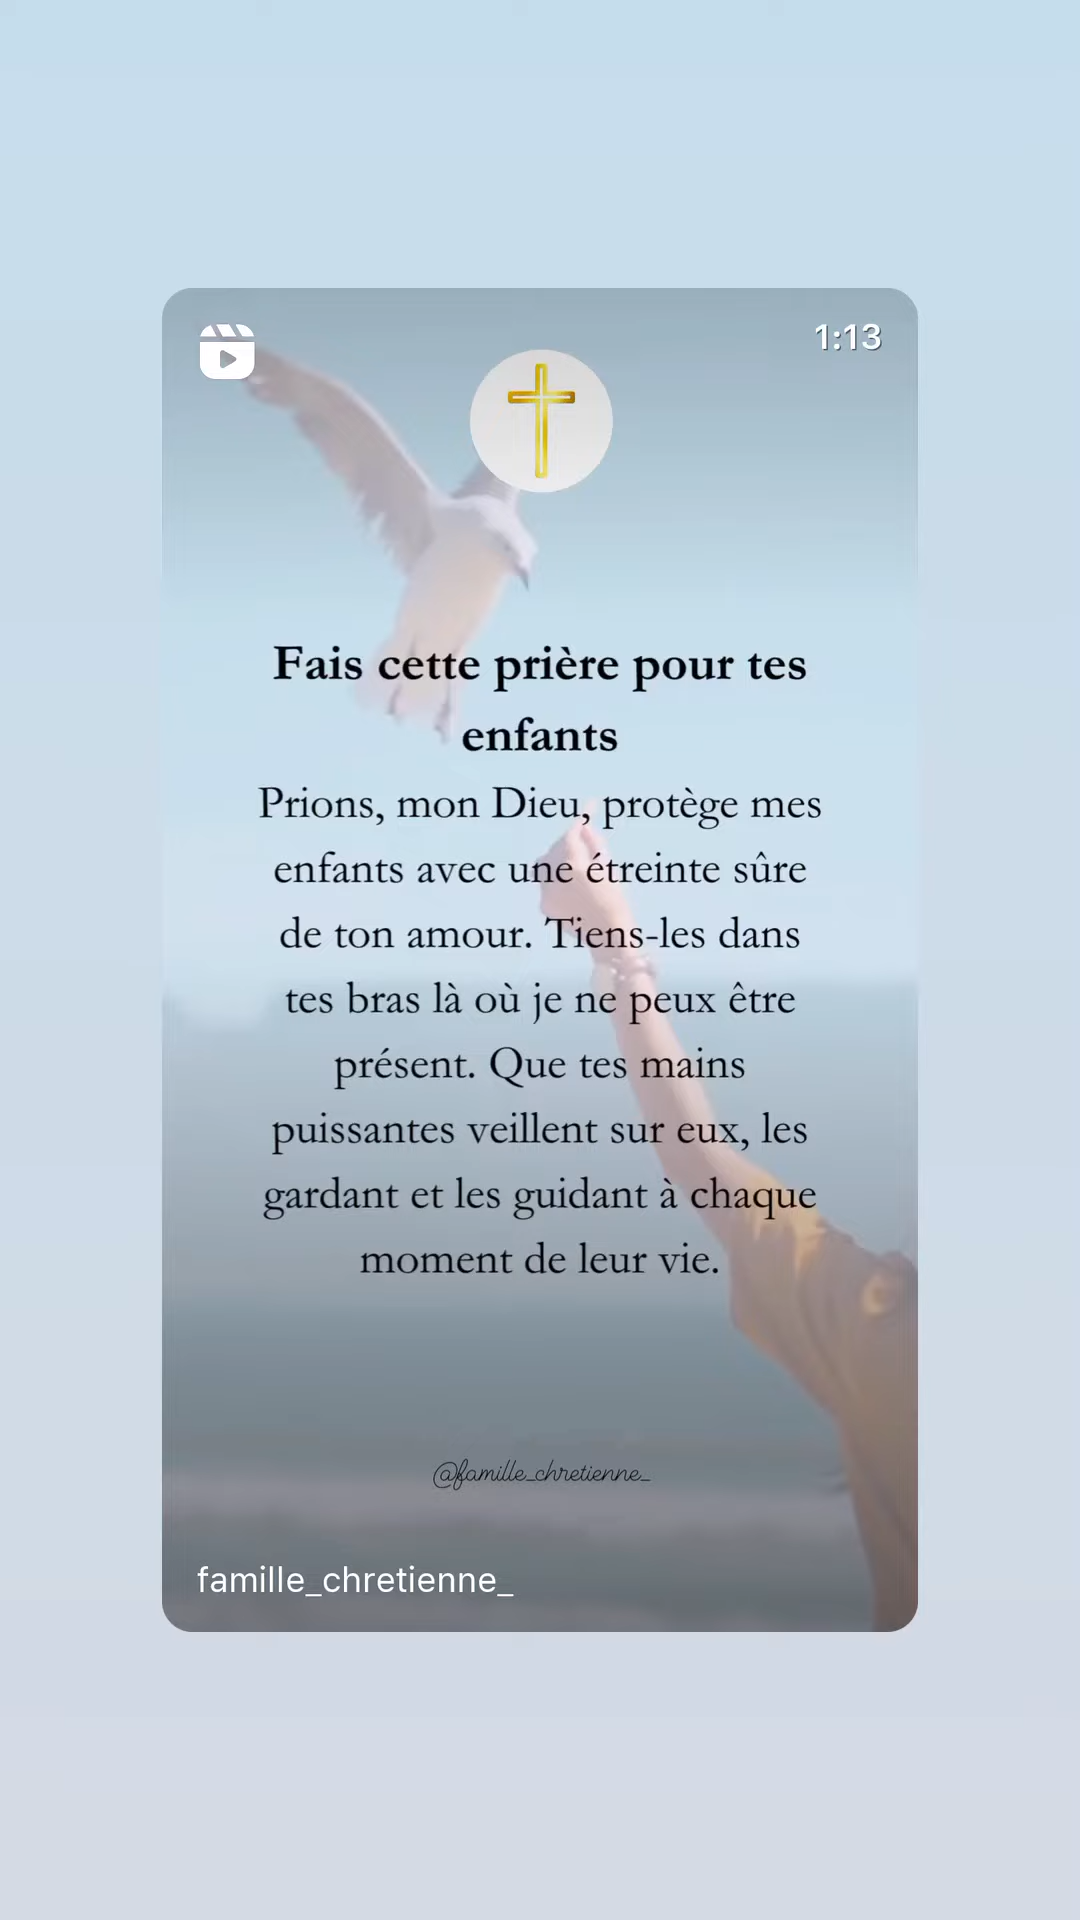 1:13
Fais cette prière pour tes
enfants
Prions, mon Dieu, protège mes
enfants avec une étreinte sûre
de ton amour. Tiens-les dans
tes bras là où je ne peux être
présent. Que tes mains
puissantes veillent sur eux, les
gardant et les guidant à chaque
moment de leur vie.
@famille_chretienne_
famille_chretienne_